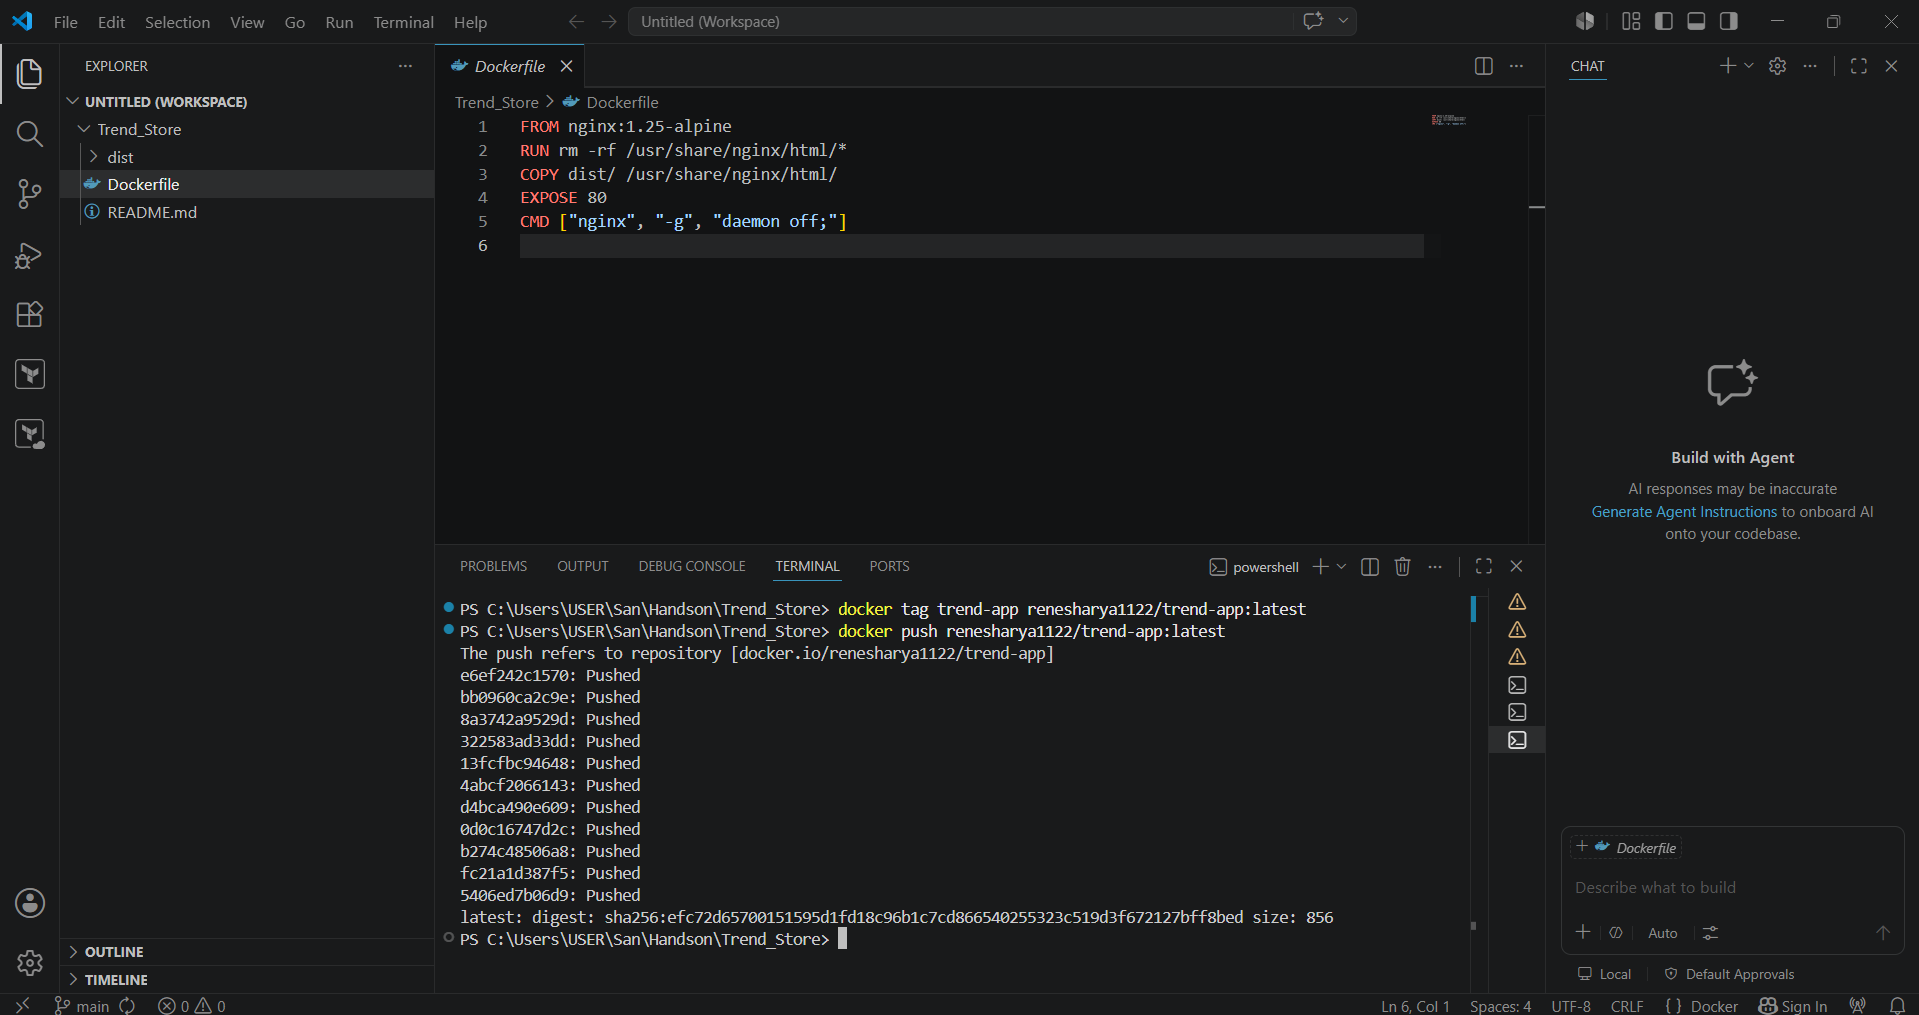 File Edit Selection View Go Run Terminal Help
Untitled (Workspace)
EXPLORER
UNTITLED (WORKSPACE)
Trend_Store
dist
Dockerfile
README.md
OUTLINE
TIMELINE
Dockerfile
Trend_Store > Dockerfile
1 FROM nginx:1.25-alpine
2 RUN rm -rf /usr/share/nginx/html/*
3 COPY dist/ /usr/share/nginx/html/
4 EXPOSE 80
5 CMD ["nginx", "-g", "daemon off;"]
6
PROBLEMS OUTPUT DEBUG CONSOLE TERMINAL PORTS
powershell
PS C:\Users\USER\San\Handson\Trend_Store> docker tag trend-app renesharya1122/trend-app:latest
PS C:\Users\USER\San\Handson\Trend_Store> docker push renesharya1122/trend-app:latest
The push refers to repository [docker.io/renesharya1122/trend-app]
e6ef242c1570: Pushed
bb0960ca2c9e: Pushed
8a3742a9529d: Pushed
322583ad33dd: Pushed
13fcfbc94648: Pushed
4abcf2066143: Pushed
d4bca490e609: Pushed
0d0c16747d2c: Pushed
b274c48506a8: Pushed
fc21a1d387f5: Pushed
5406ed7b06d9: Pushed
latest: digest: sha256:efc72d65700151595d1fd18c96b1c7cd866540255323c519d3f672127bff8bed size: 856
PS C:\Users\USER\San\Handson\Trend_Store>
CHAT
Build with Agent
AI responses may be inaccurate
Generate Agent Instructions to onboard AI
onto your codebase.
Dockerfile
Describe what to build
Auto
Local Default Approvals
main 0 0
Ln 6, Col 1 Spaces: 4 UTF-8 CRLF {} Docker Sign In